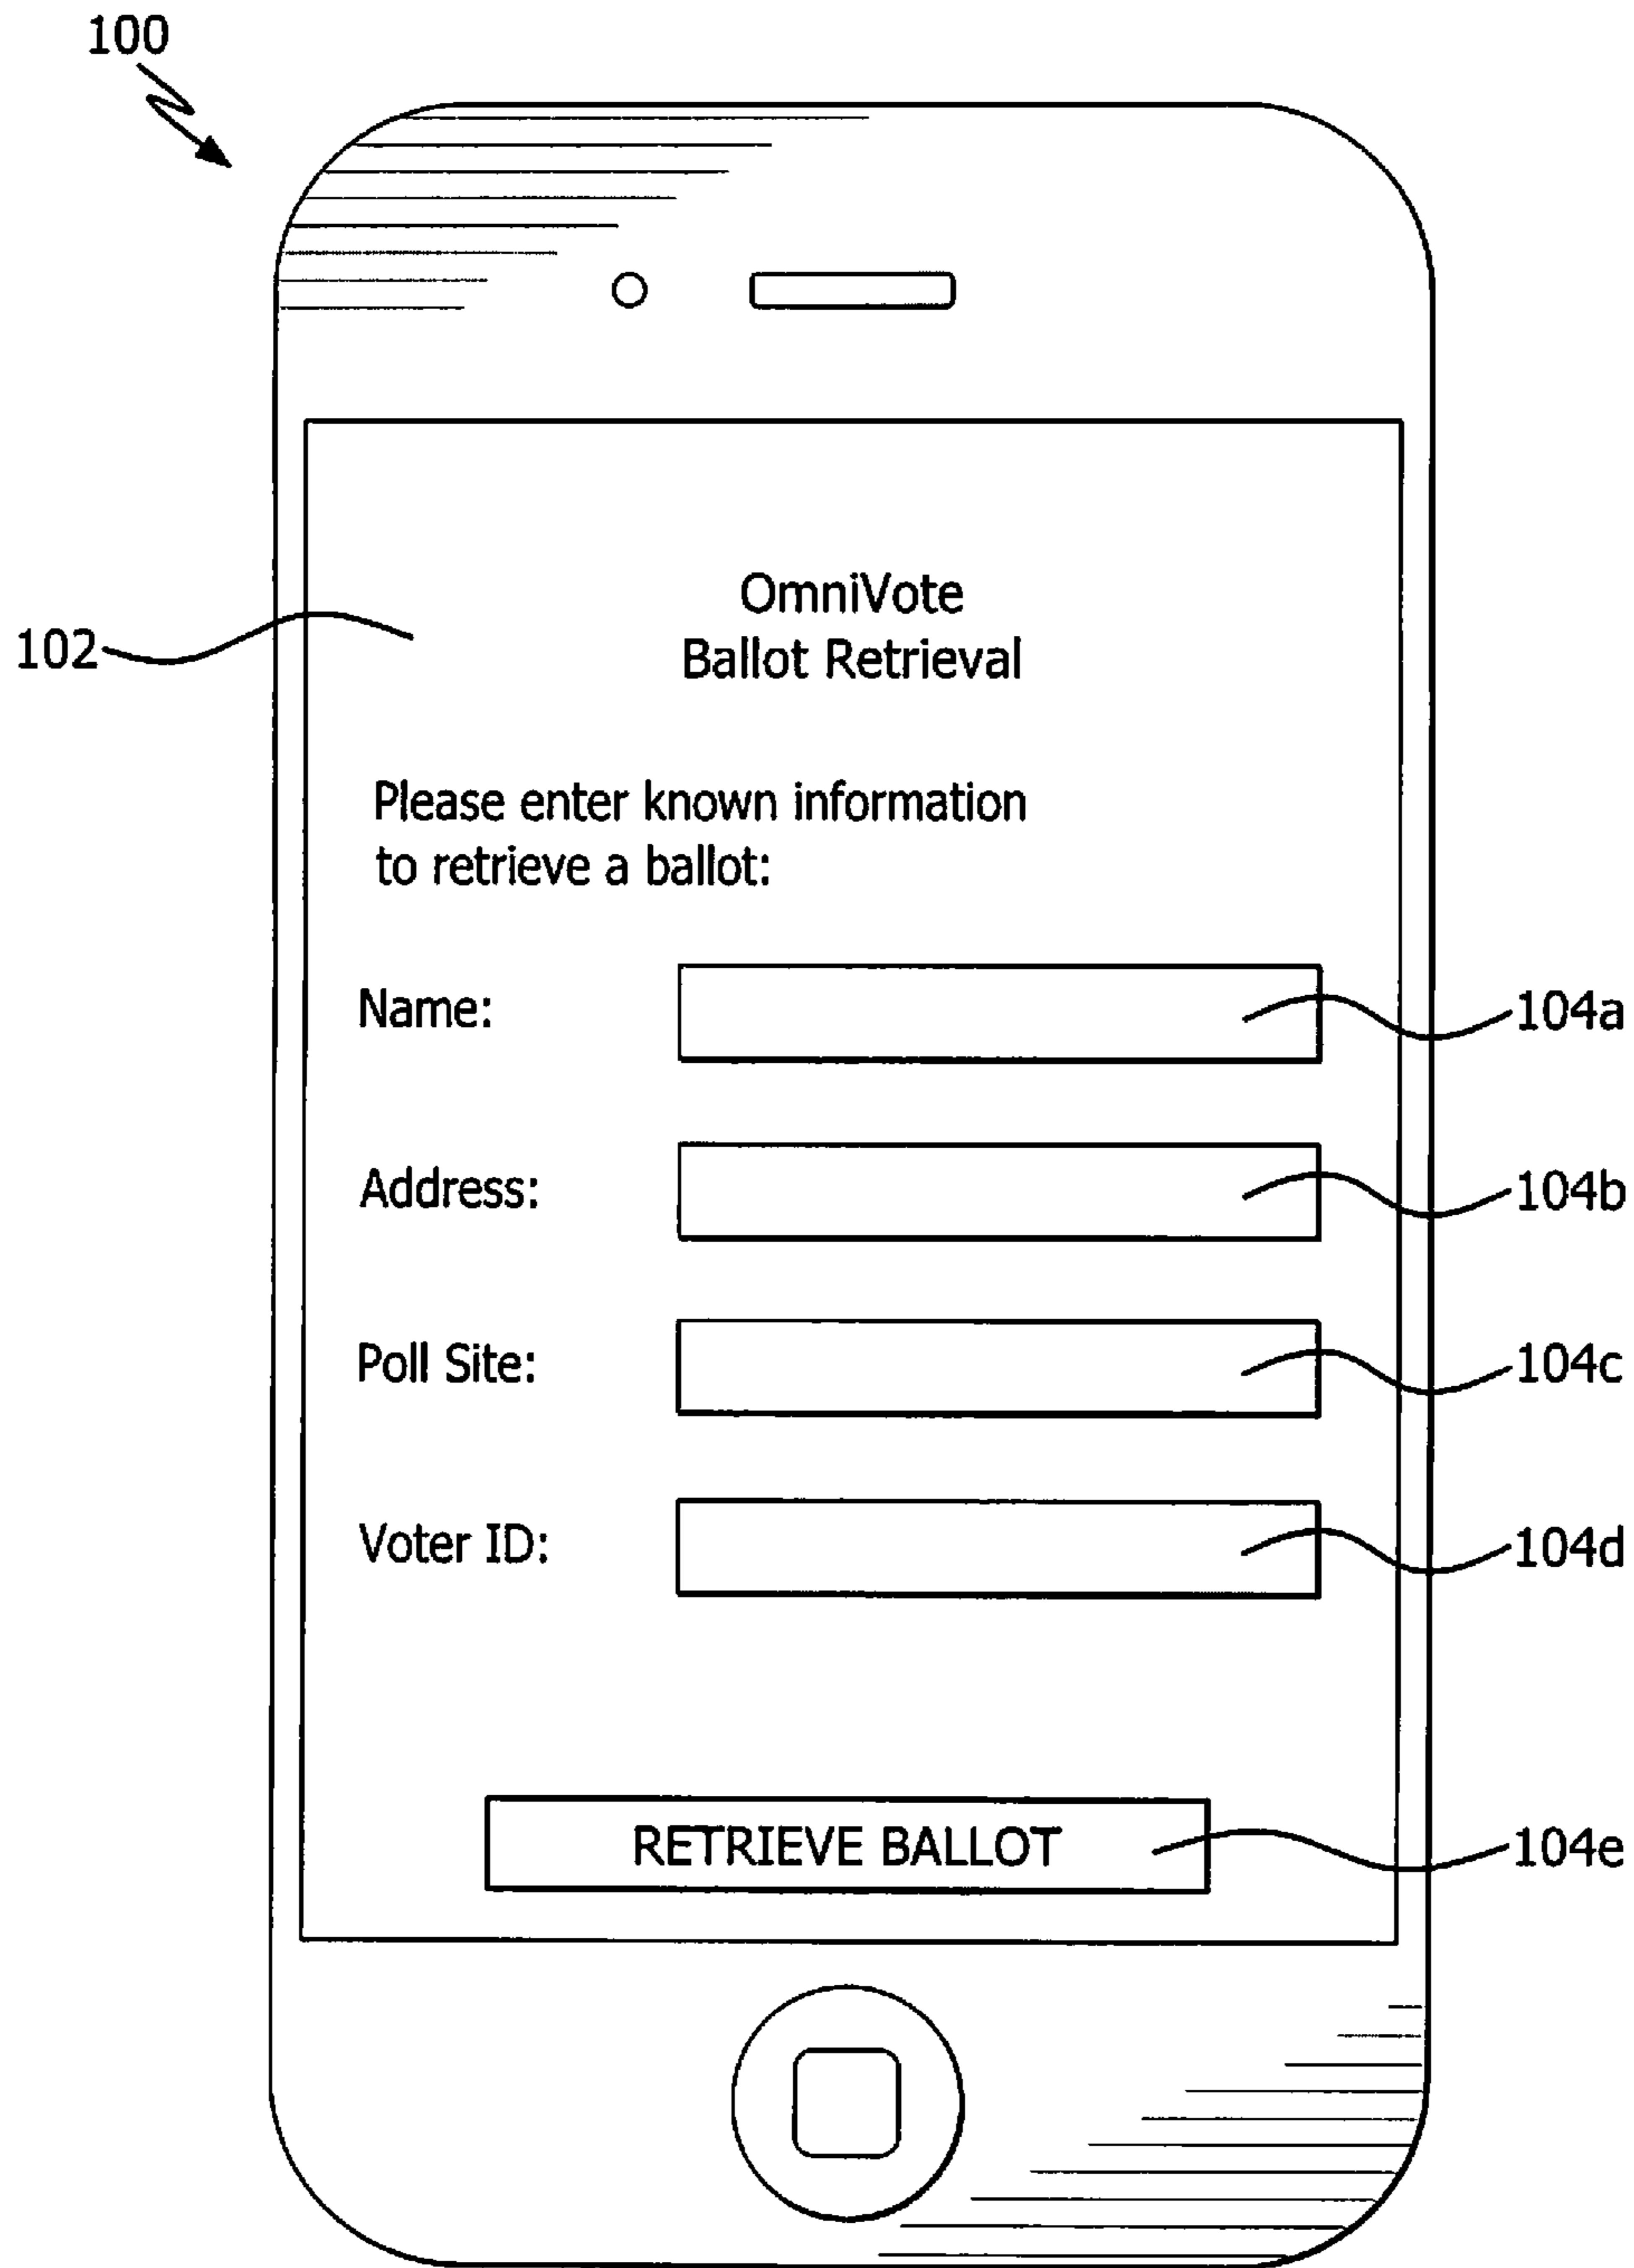 100
OmniVote
102
Ballot Retrieval
Please enter known information
to retrieve a ballot:
Name:
104a
Address:
104b
Poll Site:
104c
Voter ID:
104d
RETRIEVE BALLOT
104e